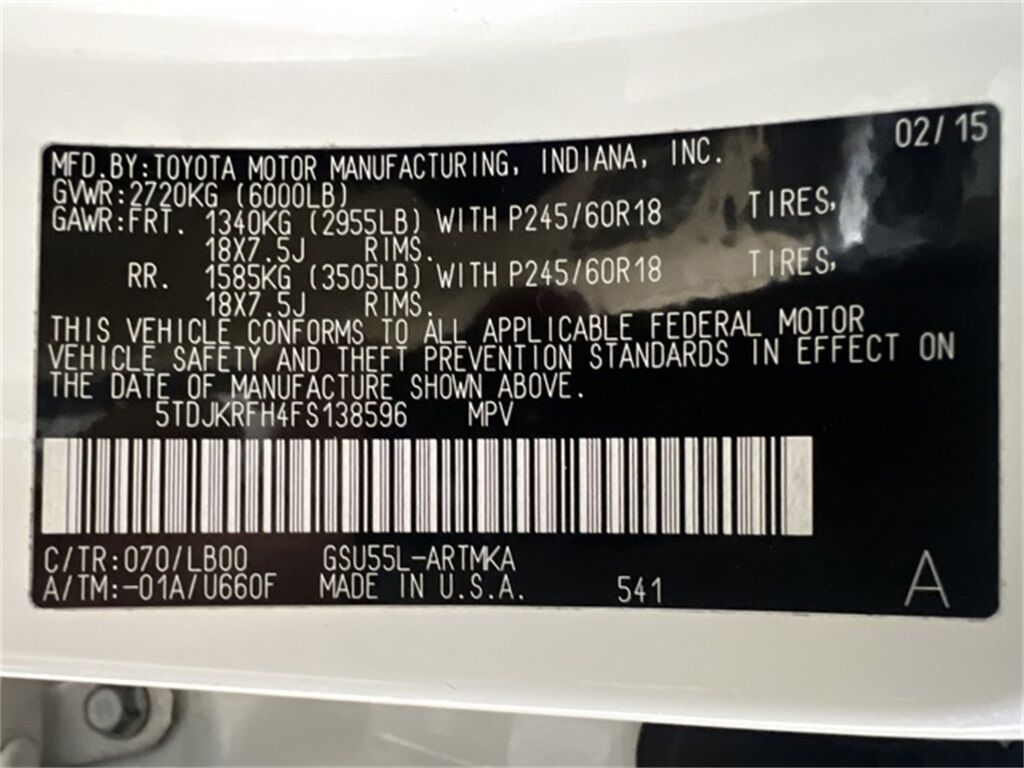 02/15
MFD.BY:TOYOTA MOTOR MANUFACTURING, INDIANA, INC.
GVWR:2720KG (6000LB)
GAWR:FRT. 1340KG (2955LB) WITH P245/60R18 TIRES,
18X7.5J RIMS.
RR. 1585KG (3505LB) WITH P245/60R18 TIRES,
18X7.5J RIMS.
THIS VEHICLE CONFORMS TO ALL APPLICABLE FEDERAL MOTOR
VEHICLE SAFETY AND THEFT PREVENTION STANDARDS IN EFFECT ON
THE DATE OF MANUFACTURE SHOWN ABOVE.
5TDJKRFH4FS138596 MPV
C/TR:070/LB00 GSU55L-ARTMKA
A/TM:-01A/U660F MADE IN U.S.A. 541 A